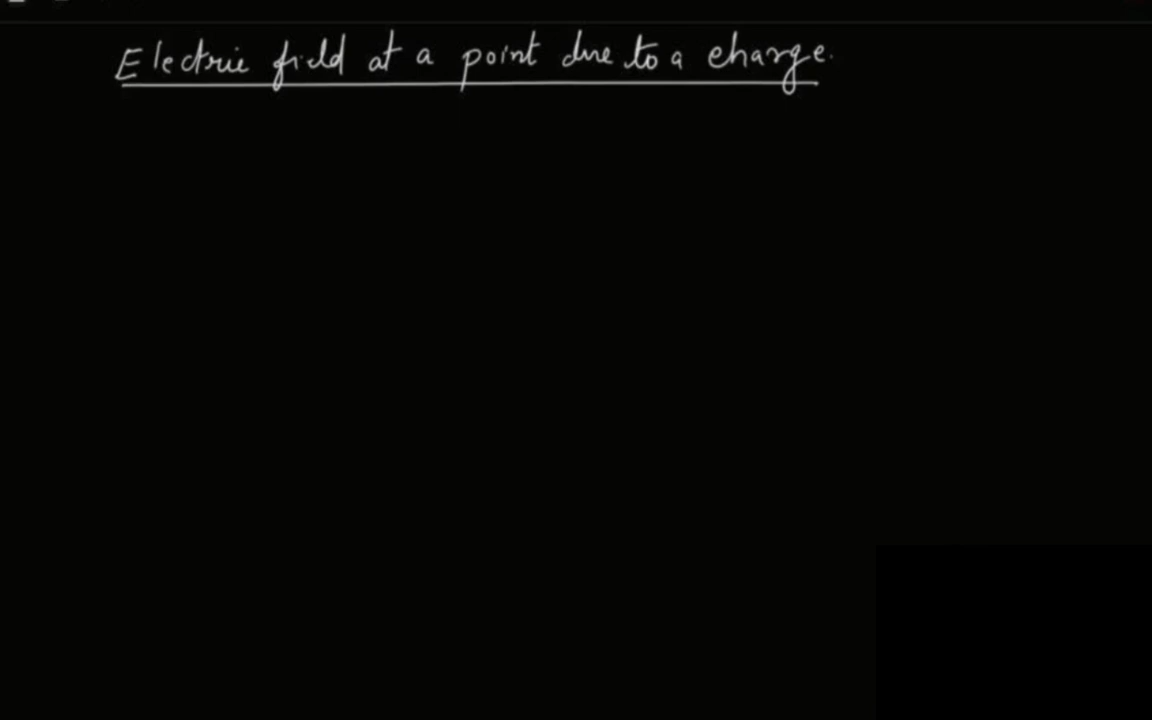 Electric field at a point due to a charge.